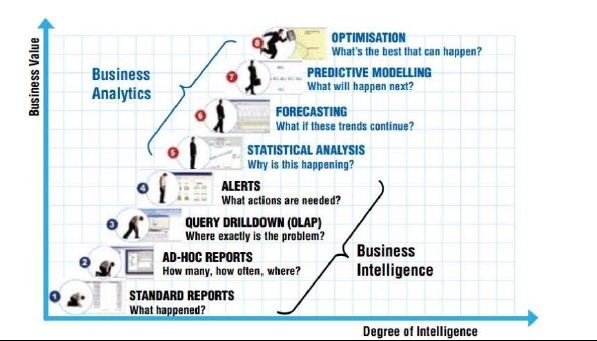 Business Value
8
OPTIMISATION
What's the best that can happen?
7
PREDICTIVE MODELLING
What will happen next?
Business
Analytics
6
FORECASTING
What if these trends continue?
5
STATISTICAL ANALYSIS
Why is this happening?
4
ALERTS
What actions are needed?
3
QUERY DRILLDOWN (OLAP)
Where exactly is the problem?
2
AD-HOC REPORTS
How many, how often,, where?
Business
Intelligence
1
STANDARD REPORTS
What happened?
Degree of Intelligence